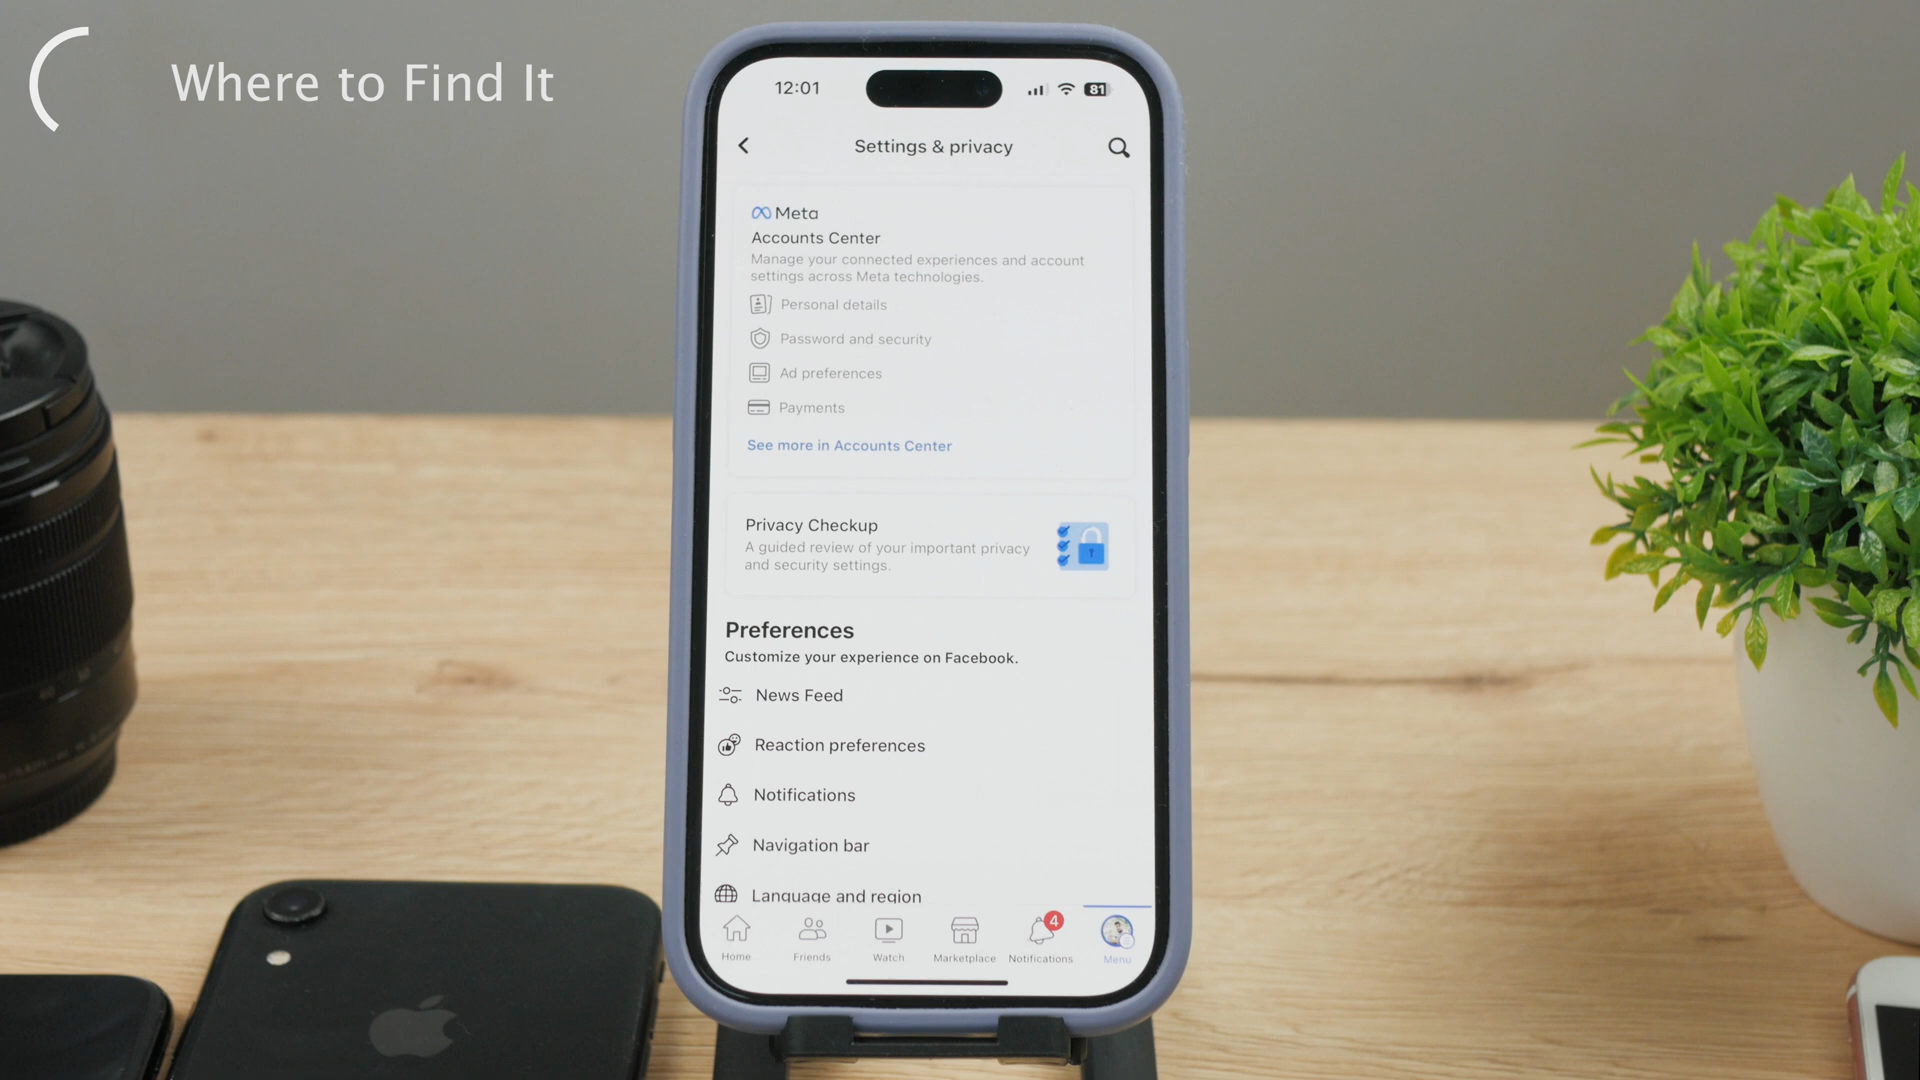 Where to Find It
12:01
81
Settings & privacy
Meta
Accounts Center
Manage your connected experiences and account
settings across Meta technologies.
Personal details
Password and security
Ad preferences
Payments
See more in Accounts Center
Privacy Checkup
A guided review of your important privacy
and security settings.
Preferences
Customize your experience on Facebook.
News Feed
Reaction preferences
Notifications
Navigation bar
Language and region
4
Home
Friends
Watch
Marketplace
Notifications
Menu